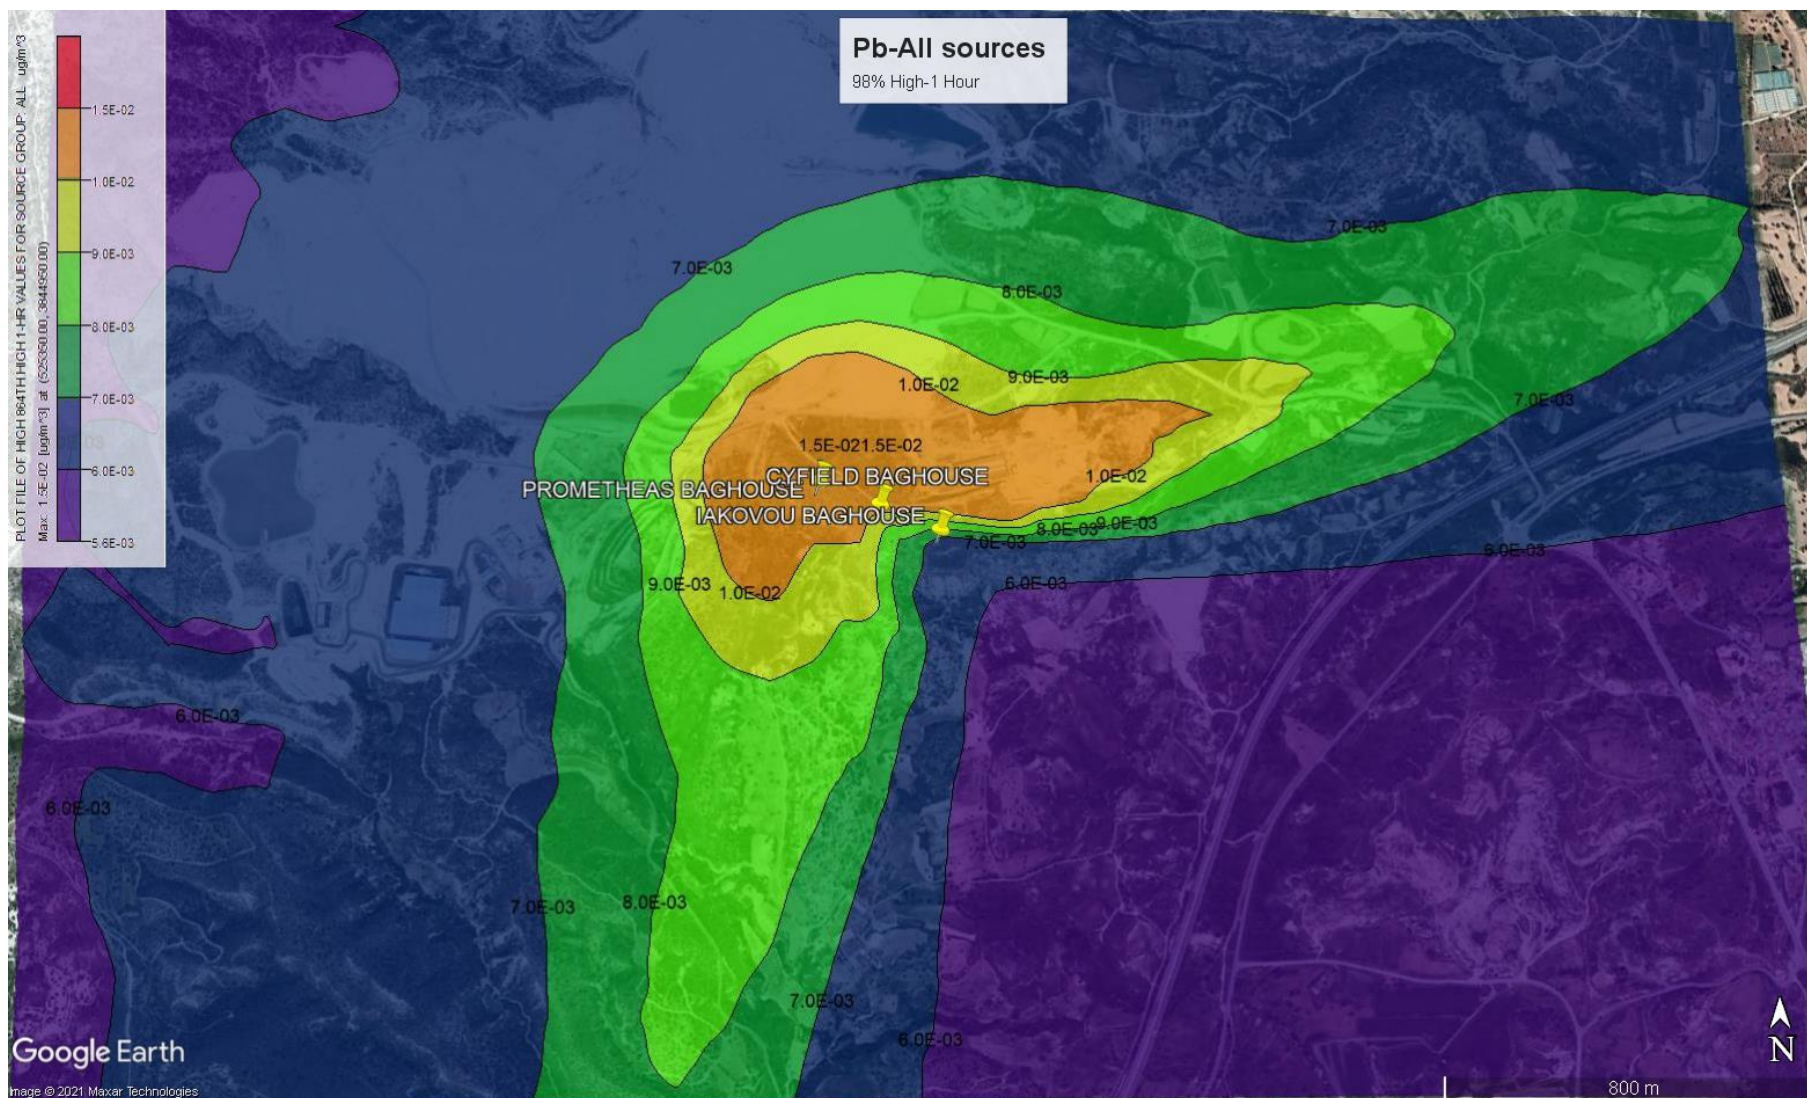 Pb-All sources
98% High-1 Hour
PLOT FILE OF HIGH 864TH HIGH 1-HR VALUES FOR SOURCE GROUP: ALL ug/m^3
Max: 1.5E-02 [ug/m^3] at (525350.00, 3844950.00)
1.5E-02
1.0E-02
9.0E-03
8.0E-03
7.0E-03
6.0E-03
5.6E-03
7.0E-03
7.0E-03
8.0E-03
9.0E-03
1.0E-02
7.0E-03
1.5E-021.5E-02
CYFIELD BAGHOUSE
PROMETHEAS BAGHOUSE
IAKOVOU BAGHOUSE
1.0E-02
8.0E-03
9.0E-03
7.0E-03
6.0E-03
6.0E-03
9.0E-03
1.0E-02
6.0E-03
6.0E-03
7.0E-03
8.0E-03
7.0E-03
6.0E-03
Google Earth
Image © 2021 Maxar Technologies
N
800 m